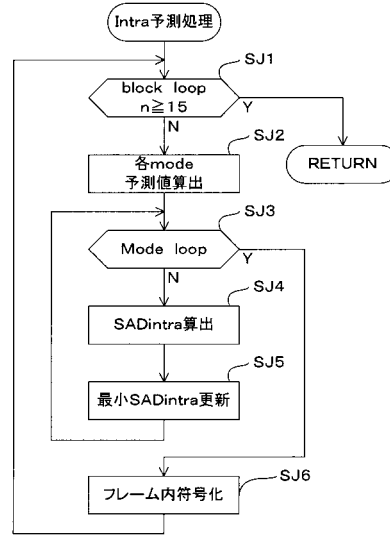 Intra予測処理
SJ1
block loop
n≧15
Y
N
SJ2
RETURN
各mode
予測値算出
SJ3
Mode loop
Y
N
SJ4
SADintra算出
SJ5
最小SADintra更新
SJ6
フレーム内符号化